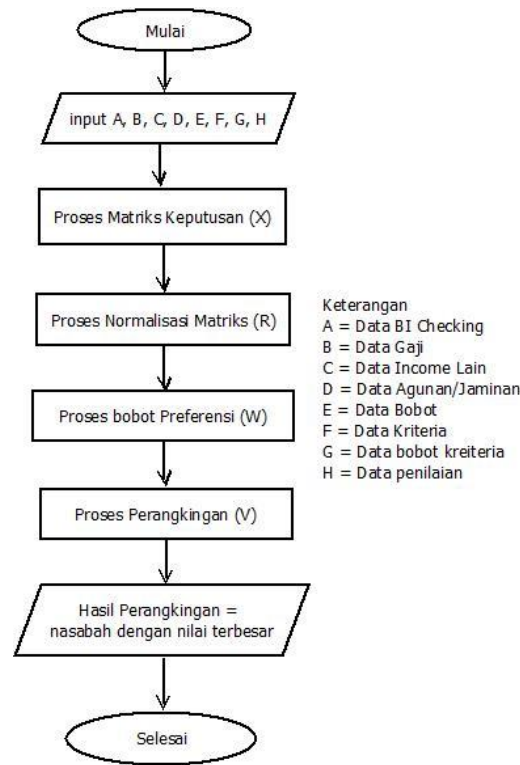 Mulai
input A, B, C, D, E, F, G, H
Proses Matriks Keputusan (X)
Proses Normalisasi Matriks (R)
Proses bobot Preferensi (W)
Proses Perangkingan (V)
Hasil Perangkingan =
nasabah dengan nilai terbesar
Selesai
Keterangan
A = Data BI Checking
B = Data Gaji
C = Data Income Lain
D = Data Agunan/Jaminan
E = Data Bobot
F = Data Kriteria
G = Data bobot kreiteria
H = Data penilaian